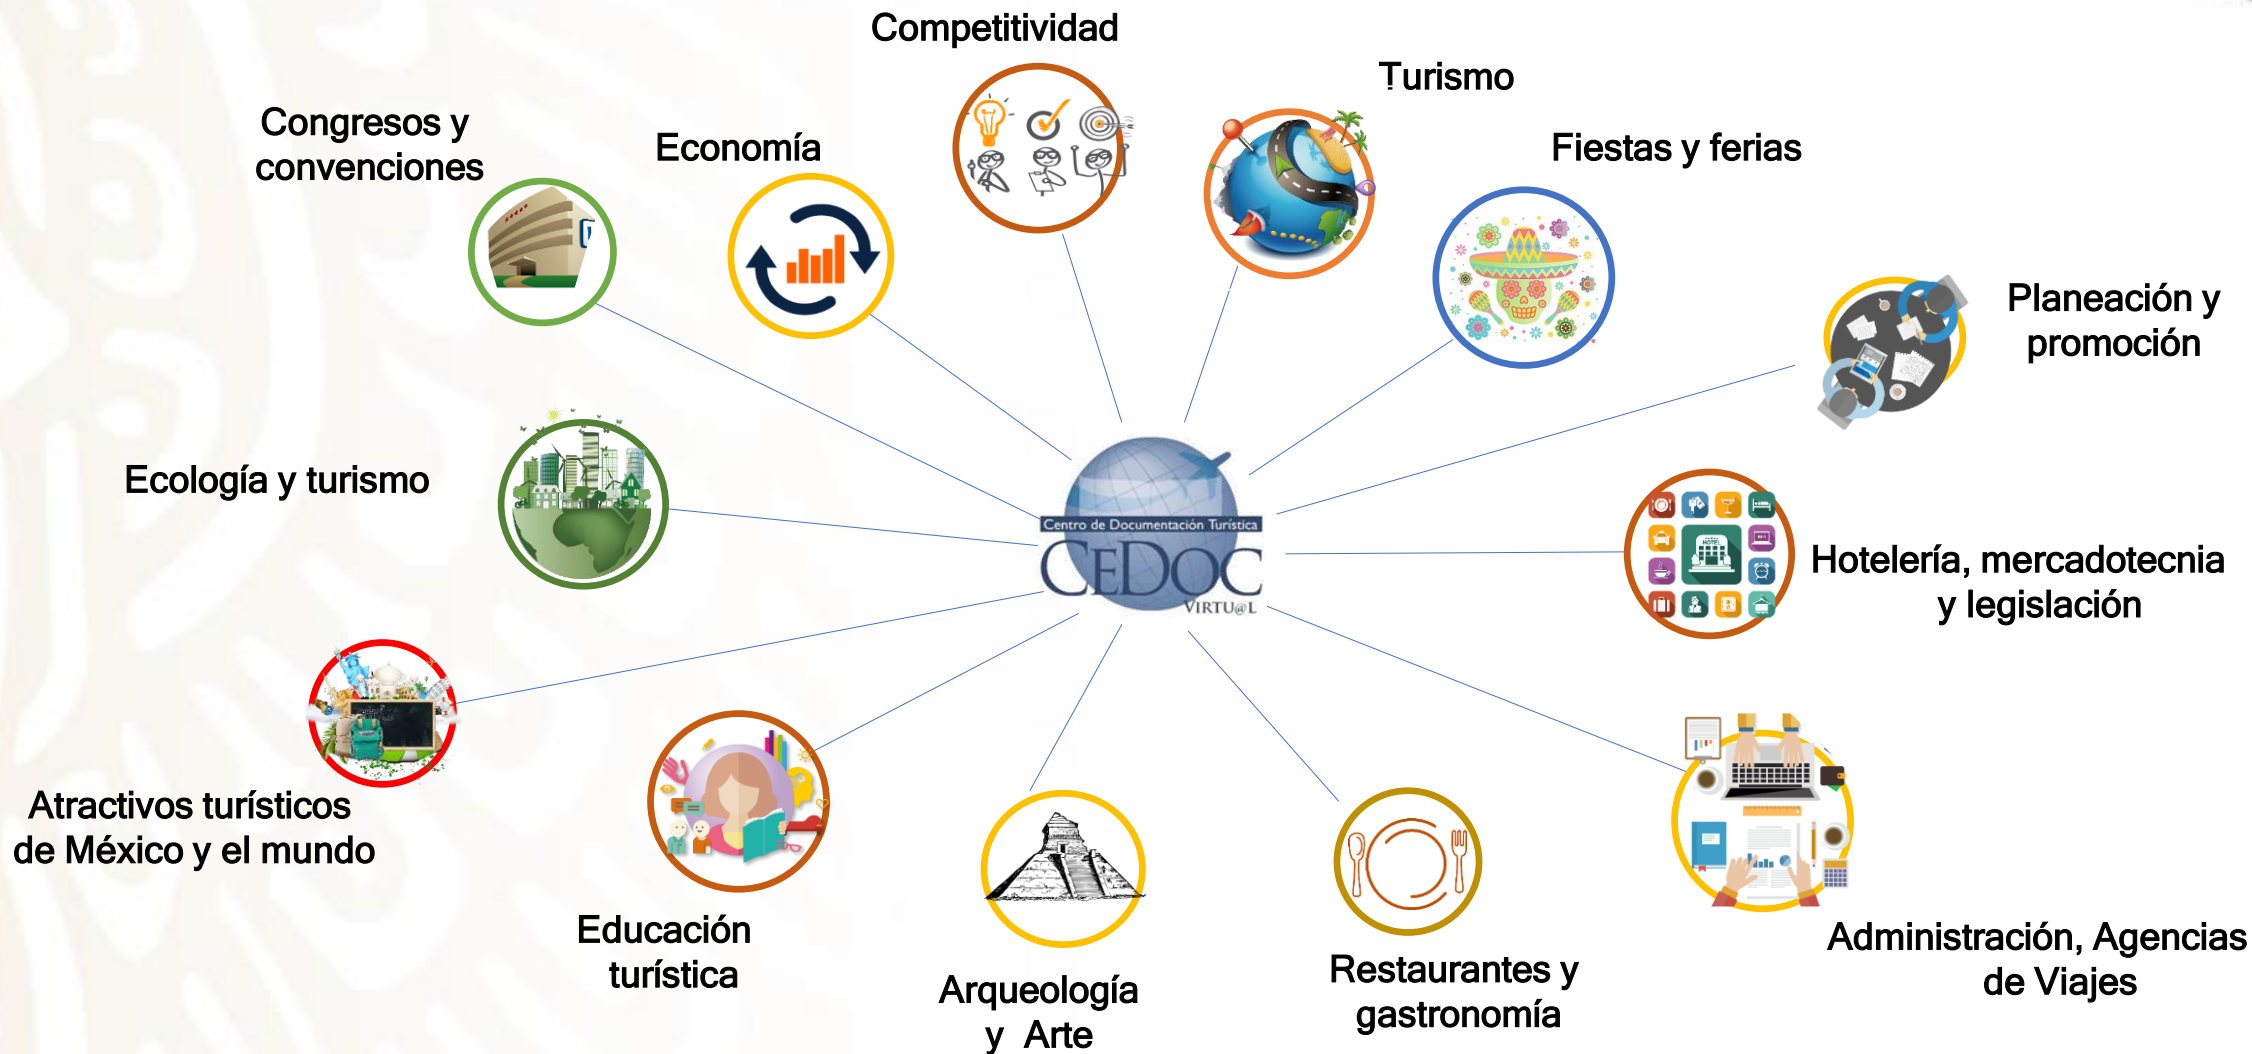 Competitividad
Turismo
Congresos y
convenciones
Economía
Fiestas y ferias
Planeación y
promoción
Ecología y turismo
Centro de Documentación Turística
CEDOC
VIRTU@L
HOTEL
Hotelería, mercadotecnia
y legislación
Atractivos turísticos
de México y el mundo
Educación
turística
Arqueología
y Arte
Restaurantes y
gastronomía
Administración, Agencias
de Viajes